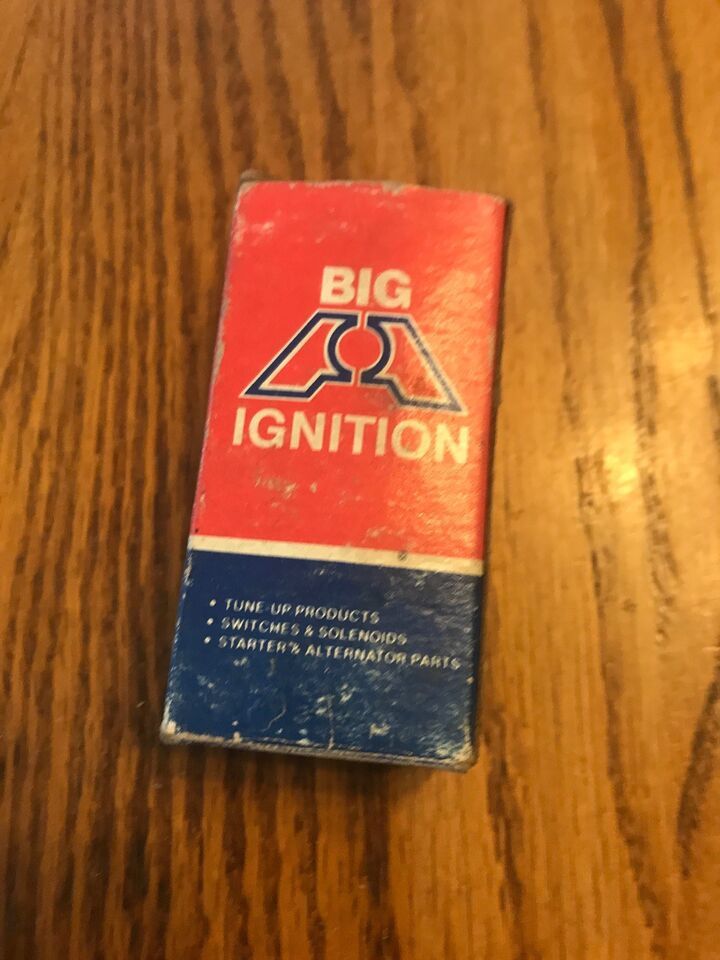 BIG
IGNITION
®
• TUNE-UP PRODUCTS
• SWITCHES & SOLENOIDS
• STARTER & ALTERNATOR PARTS